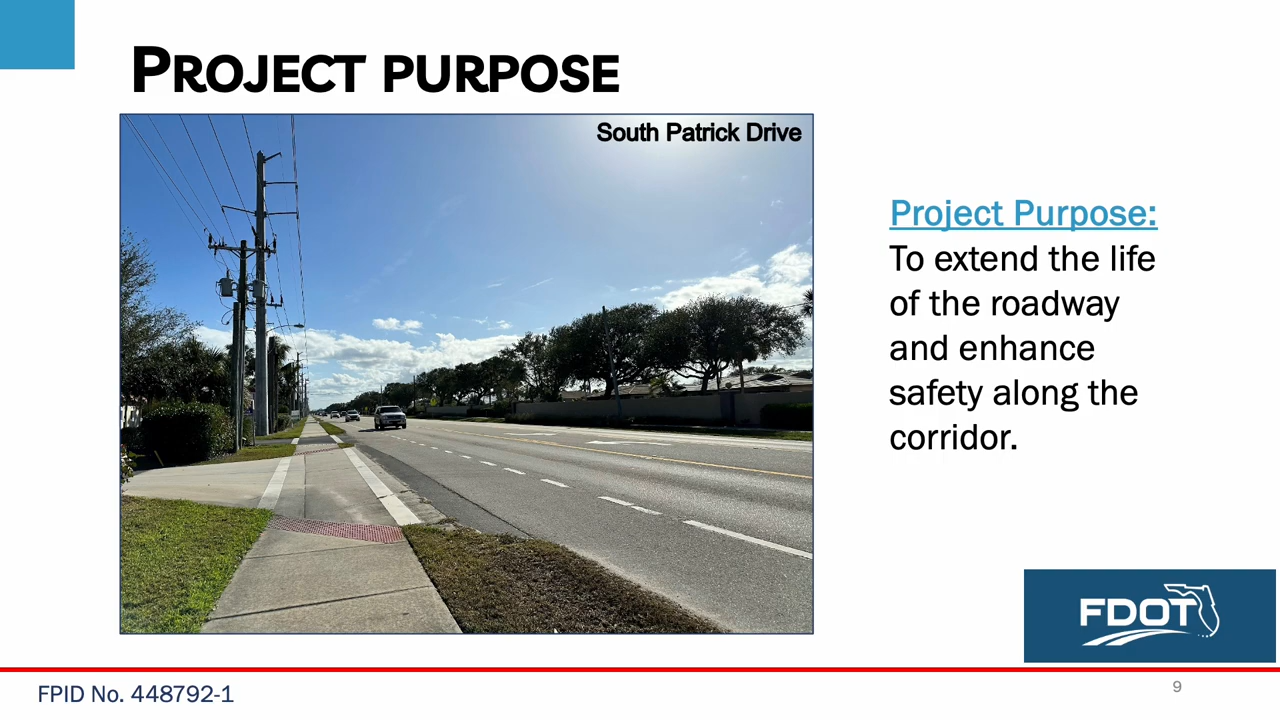 PROJECT PURPOSE
South Patrick Drive
Project Purpose:
To extend the life
of the roadway
and enhance
safety along the
corridor.
FDOT
FPID No. 448792-1
9